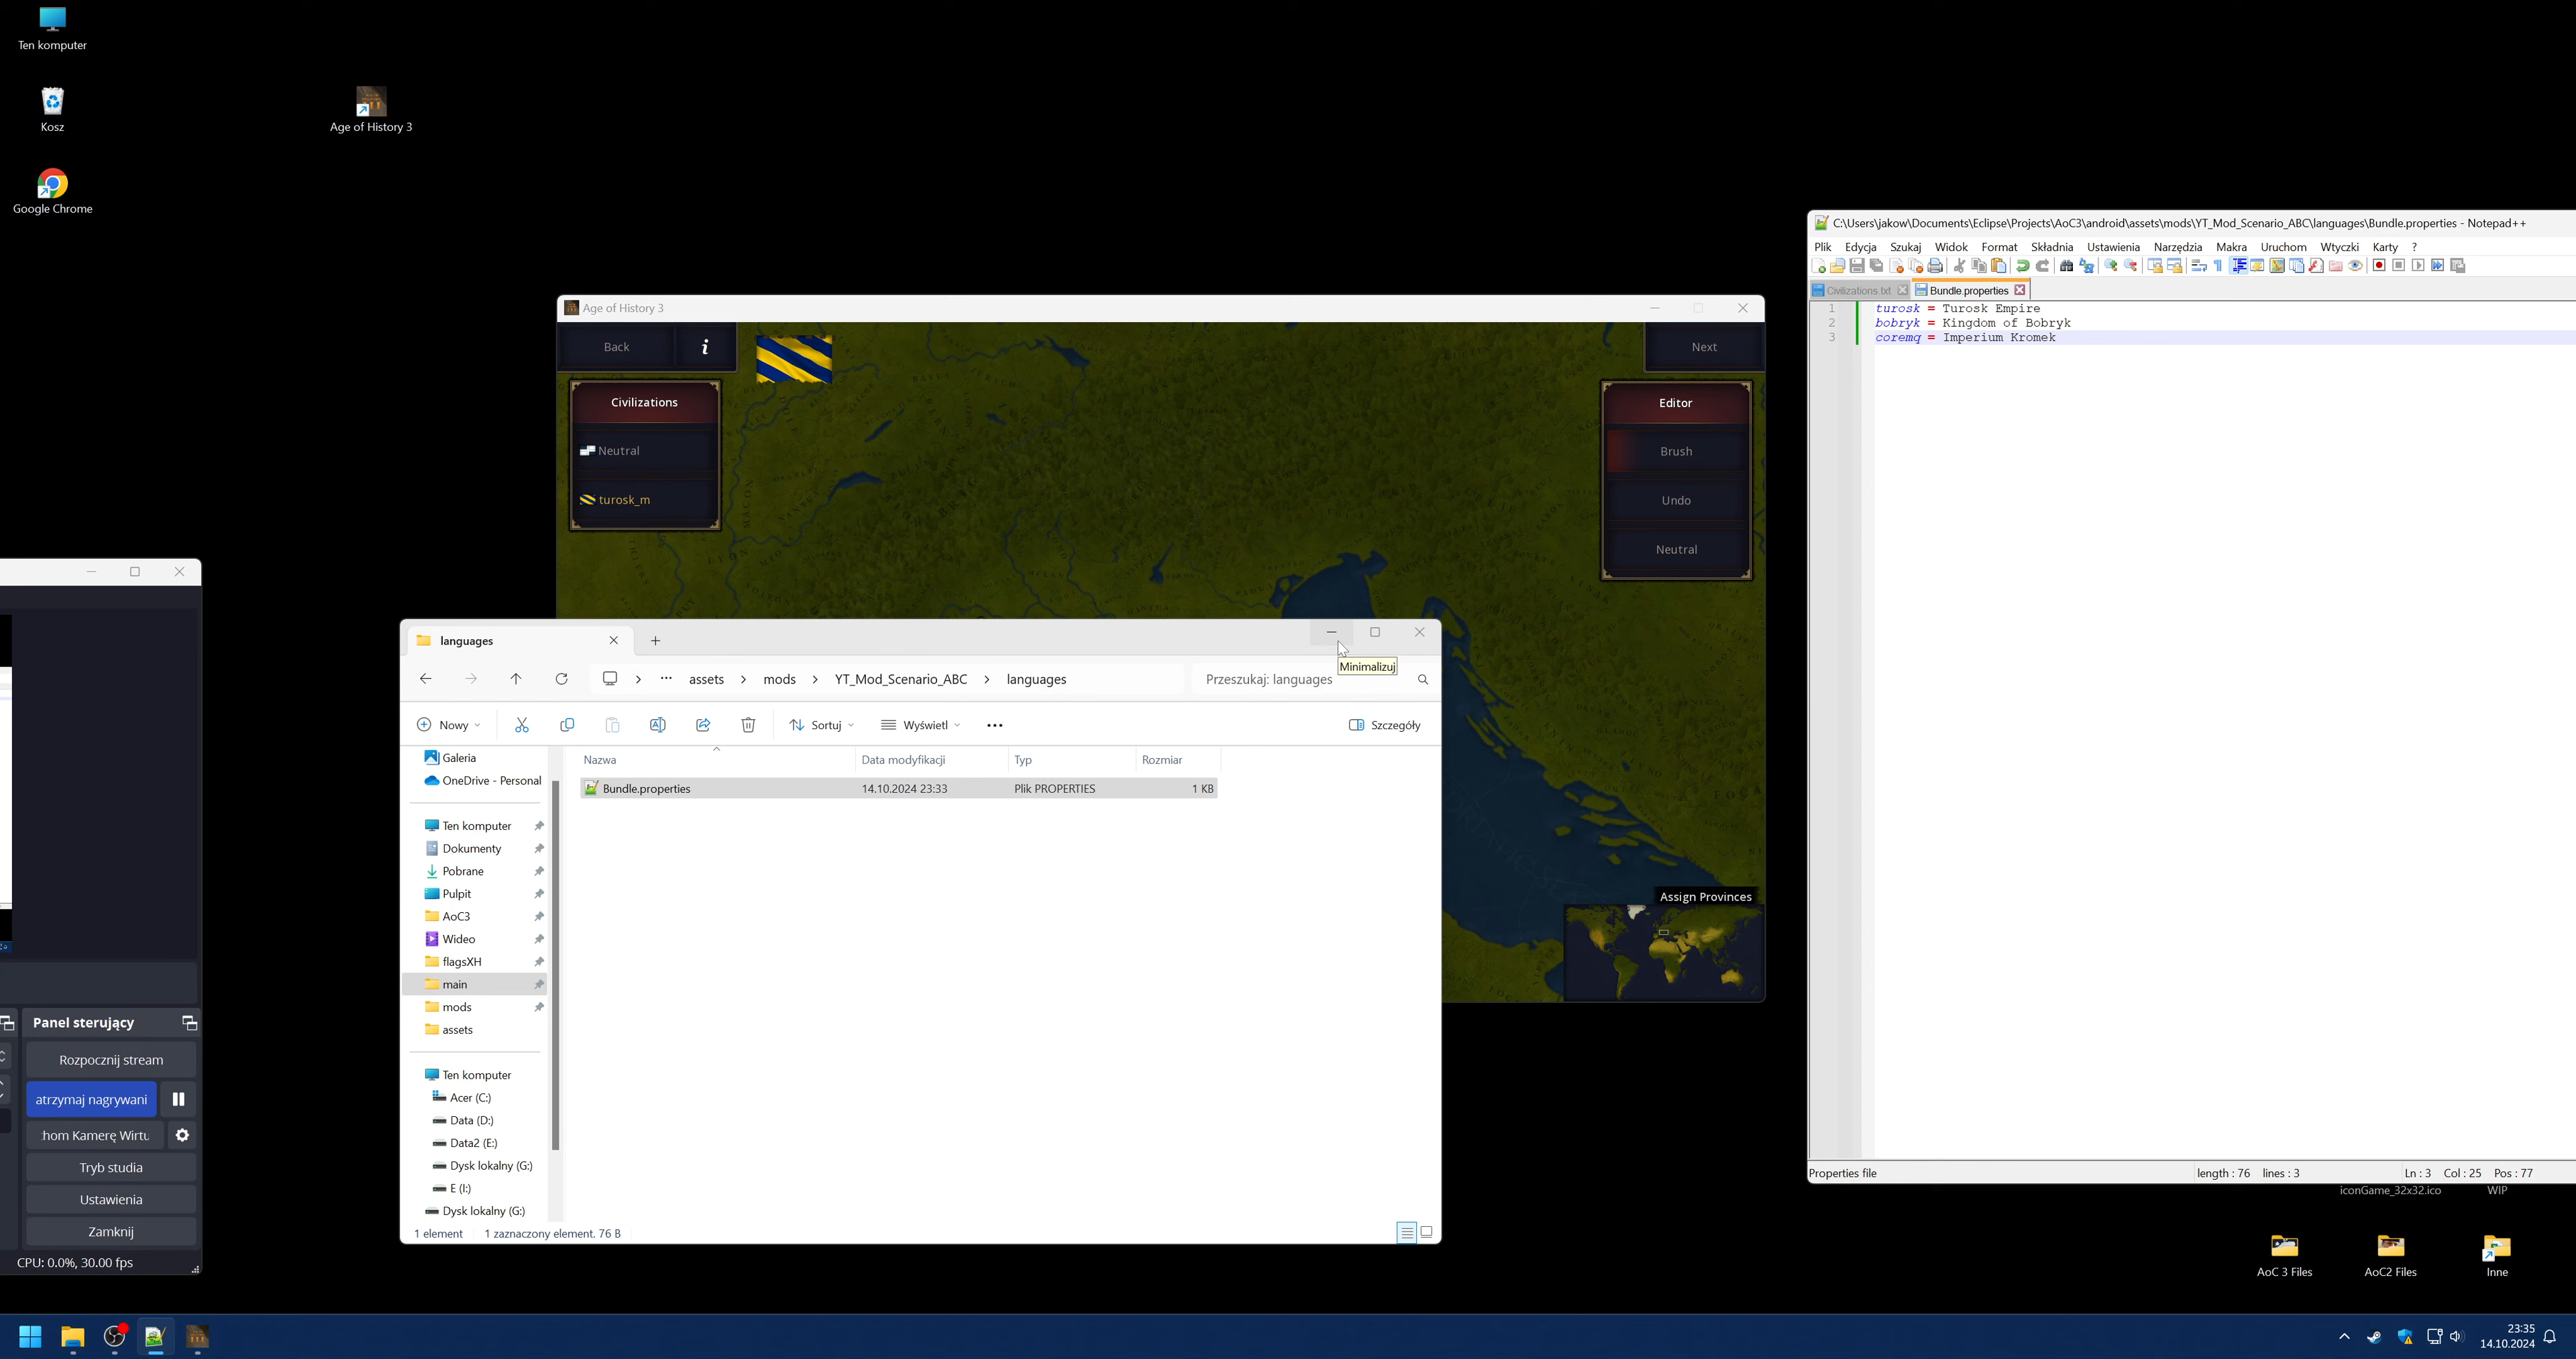 Ten komputer
Kosz
Age of History 3
Google Chrome
C:\Users\jakow\Documents\Eclipse\Projects\AoC3\android\assets\mods\YT_Mod_Scenario_ABC\languages\Bundle.properties - Notepad++
Plik Edycja Szukaj Widok Format Składnia Ustawienia Narzędzia Makra Uruchom Wtyczki Karty ?
Civilizations.txt Bundle.properties
1 turosk = Turosk Empire
2 bobryk = Kingdom of Bobryk
3 coremq = Imperium Kromek
Age of History 3
Back i Next
Civilizations
Neutral
turosk_m
Editor
Brush
Undo
Neutral
Assign Provinces
languages
assets mods YT_Mod_Scenario_ABC languages Przeszukaj: languages
Minimalizuj
Nowy Sortuj Wyświetl Szczegóły
Nazwa Data modyfikacji Typ Rozmiar
Bundle.properties 14.10.2024 23:33 Plik PROPERTIES 1 KB
Galeria
OneDrive - Personal
Ten komputer
Dokumenty
Pobrane
Pulpit
AoC3
Wideo
flagsXH
main
mods
assets
Ten komputer
Acer (C:)
Data (D:)
Data2 (E:)
Dysk lokalny (G:)
E (I:)
Dysk lokalny (G:)
1 element 1 zaznaczony element. 76 B
Panel sterujący
Rozpocznij stream
atrzymaj nagrywani
hom Kamerę Wirtu
Tryb studia
Ustawienia
Zamknij
CPU: 0.0%, 30.00 fps
Properties file length : 76 lines : 3 Ln : 3 Col : 25 Pos : 77
iconGame_32x32.ico WIP
AoC 3 Files AoC2 Files Inne
23:35
14.10.2024